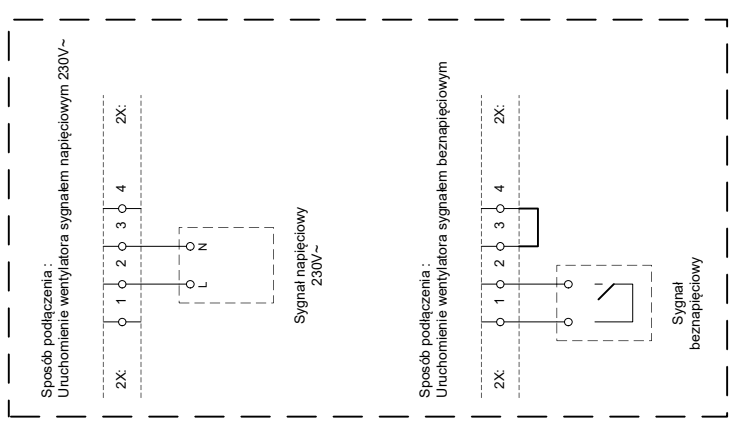 Sposób podłączenia :
Uruchomienie wentylatora sygnałem napięciowym 230V~
2X: 1 2 3 4 2X:
L N
Sygnał napięciowy
230V~
Sposób podłączenia :
Uruchomienie wentylatora sygnałem beznapięciowym
2X: 1 2 3 4 2X:
Sygnał
beznapięciowy